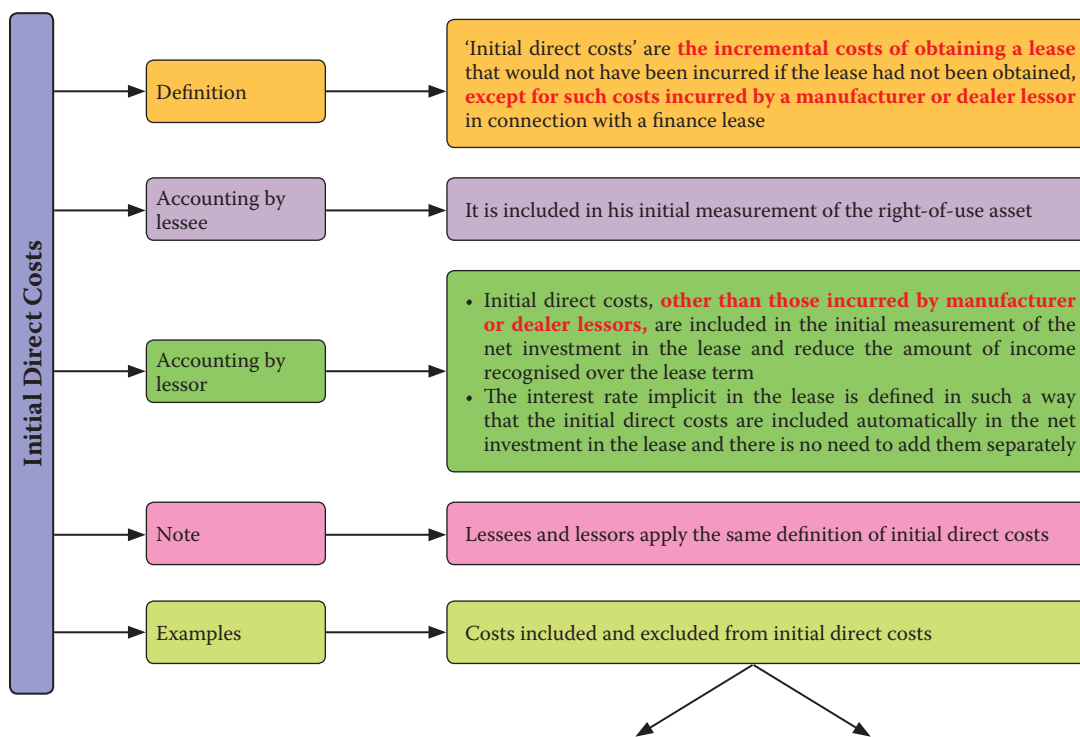 Initial Direct Costs
Definition
‘Initial direct costs’ are the incremental costs of obtaining a lease
that would not have been incurred if the lease had not been obtained,
except for such costs incurred by a manufacturer or dealer lessor
in connection with a finance lease
Accounting by
lessee
It is included in his initial measurement of the right-of-use asset
Accounting by
lessor
• Initial direct costs, other than those incurred by manufacturer
or dealer lessors, are included in the initial measurement of the
net investment in the lease and reduce the amount of income
recognised over the lease term
• The interest rate implicit in the lease is defined in such a way
that the initial direct costs are included automatically in the net
investment in the lease and there is no need to add them separately
Note
Lessees and lessors apply the same definition of initial direct costs
Examples
Costs included and excluded from initial direct costs